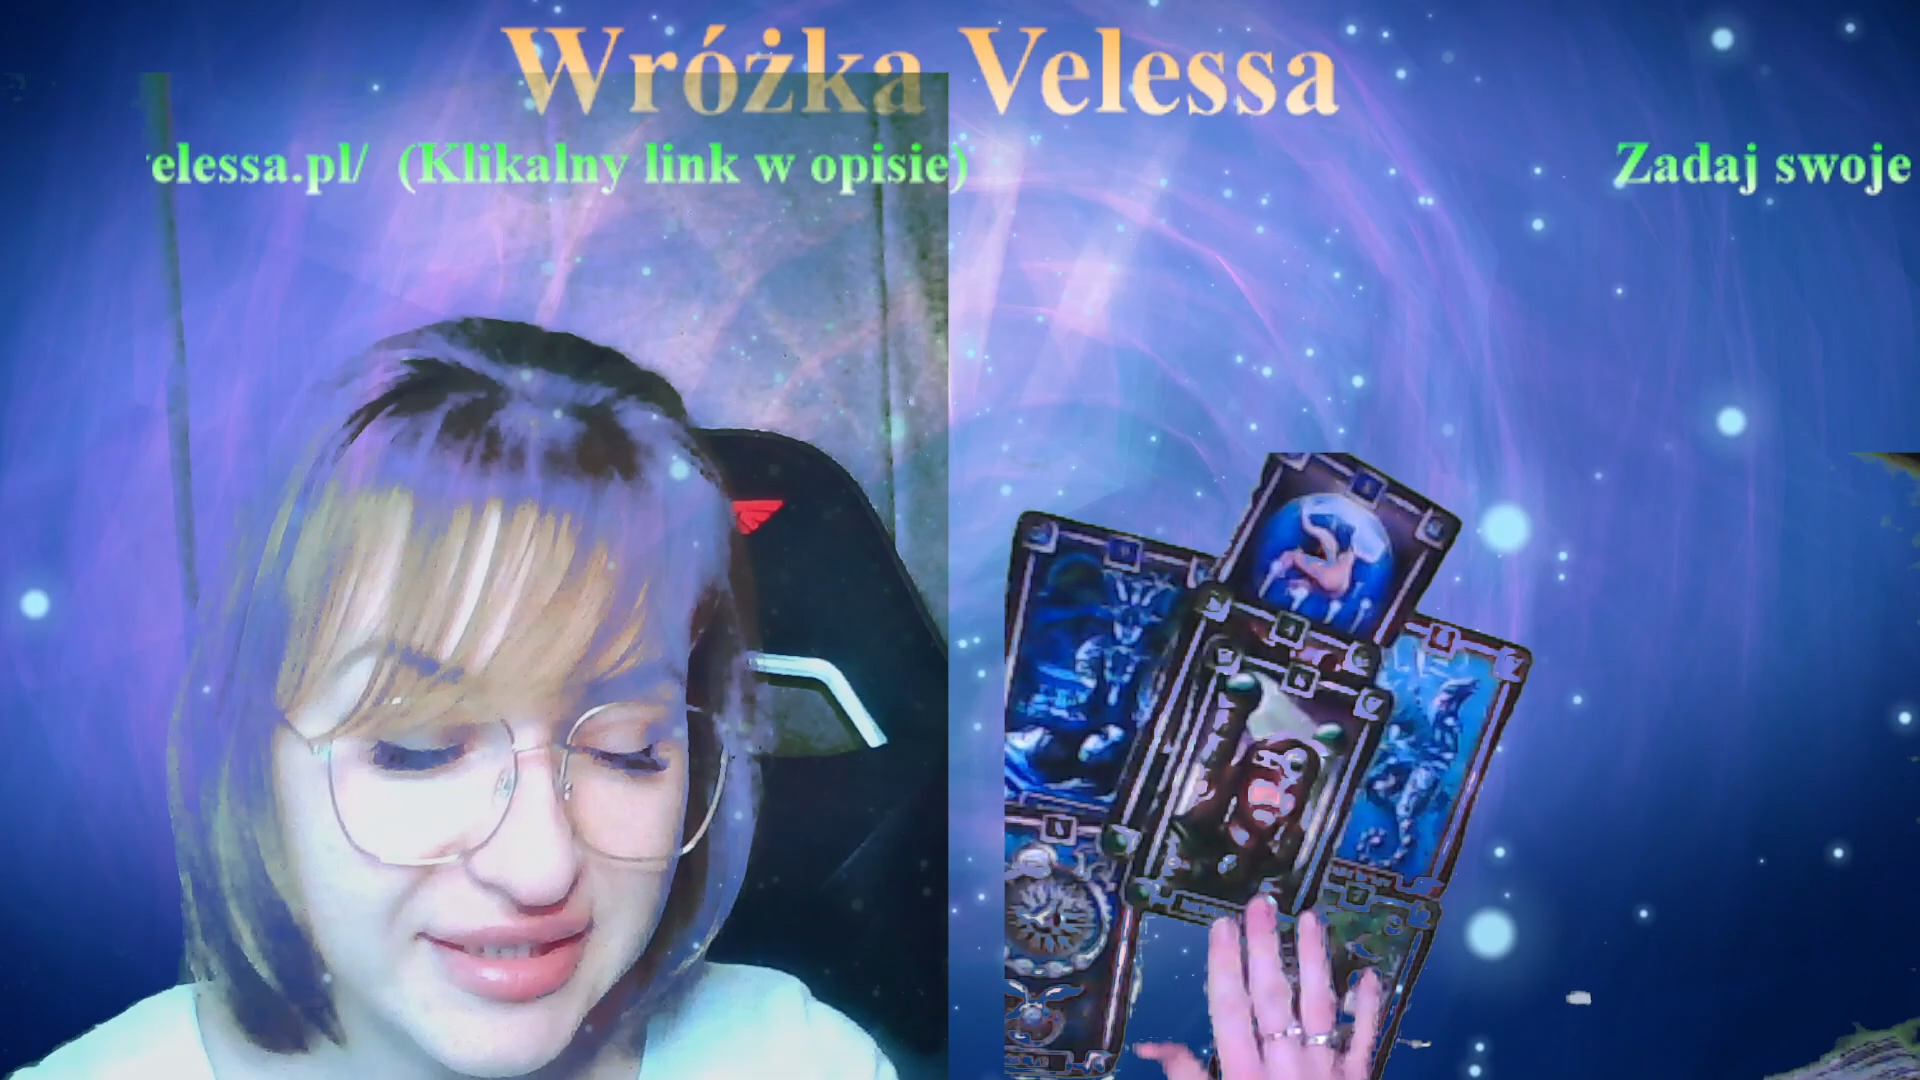 Wróżka Velessa
elessa.pl/ (Klikalny link w opisie) Zadaj swoje